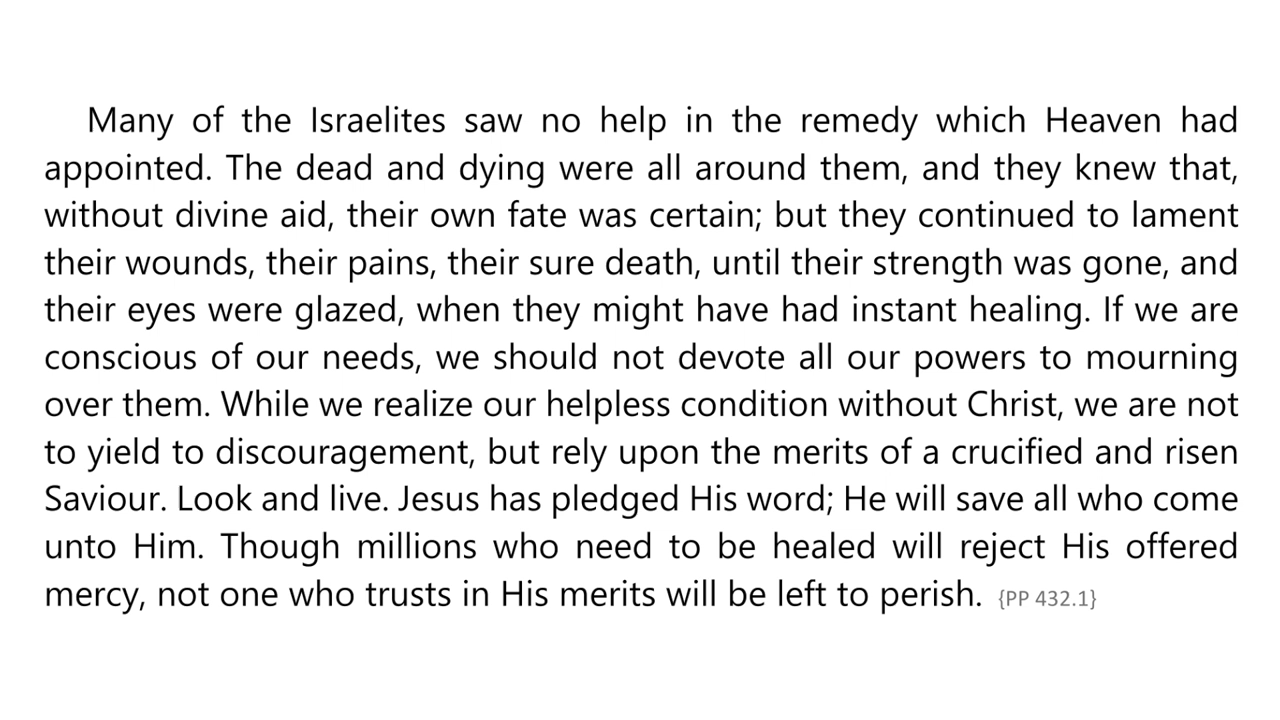 Many of the Israelites saw no help in the remedy which Heaven had
appointed. The dead and dying were all around them, and they knew that,
without divine aid, their own fate was certain; but they continued to lament
their wounds, their pains, their sure death, until their strength was gone, and
their eyes were glazed, when they might have had instant healing. If we are
conscious of our needs, we should not devote all our powers to mourning
over them. While we realize our helpless condition without Christ, we are not
to yield to discouragement, but rely upon the merits of a crucified and risen
Saviour. Look and live. Jesus has pledged His word; He will save all who come
unto Him. Though millions who need to be healed will reject His offered
mercy, not one who trusts in His merits will be left to perish. {PP 432.1}